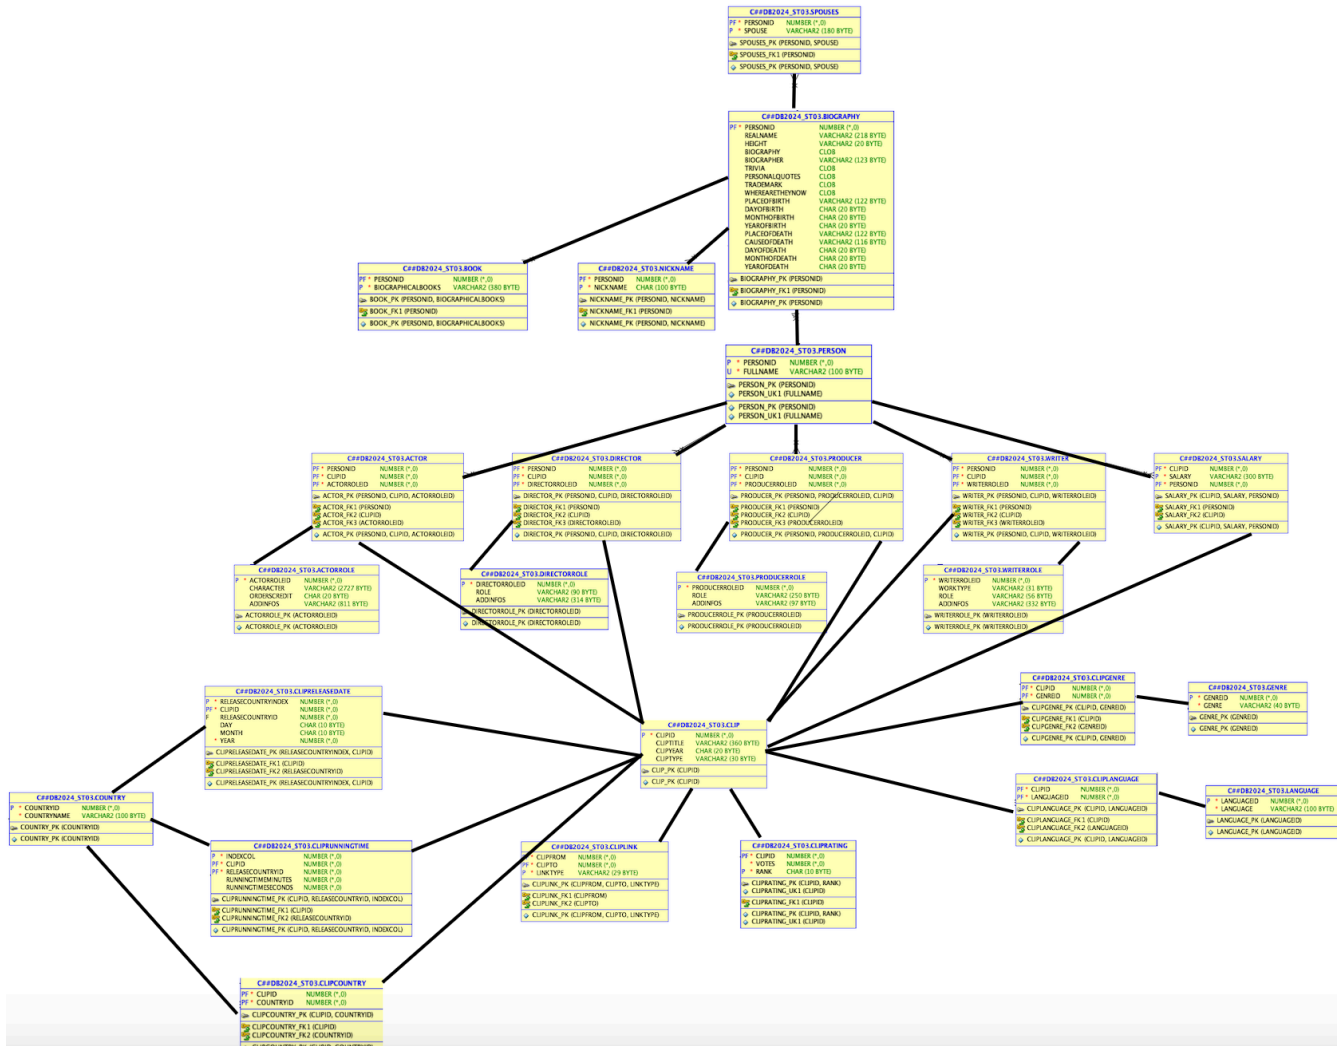 C##DB2024_ST03.SPOUSES
PF * PERSONID NUMBER (*,0)
P * SPOUSE VARCHAR2 (180 BYTE)
SPOUSES_PK (PERSONID, SPOUSE)
SPOUSES_FK1 (PERSONID)
SPOUSES_PK (PERSONID, SPOUSE)
C##DB2024_ST03.BIOGRAPHY
PF * PERSONID NUMBER (*,0)
REALNAME VARCHAR2 (218 BYTE)
HEIGHT VARCHAR2 (20 BYTE)
BIOGRAPHY CLOB
BIOGRAPHER VARCHAR2 (123 BYTE)
TRIVIA CLOB
PERSONALQUOTES CLOB
TRADEMARK CLOB
WHEREARETHEYNOW CLOB
PLACEOFBIRTH VARCHAR2 (122 BYTE)
DAYOFBIRTH CHAR (20 BYTE)
MONTHOFBIRTH CHAR (20 BYTE)
YEAROFBIRTH CHAR (20 BYTE)
PLACEOFDEATH VARCHAR2 (122 BYTE)
CAUSEOFDEATH VARCHAR2 (116 BYTE)
DAYOFDEATH CHAR (20 BYTE)
MONTHOFDEATH CHAR (20 BYTE)
YEAROFDEATH CHAR (20 BYTE)
BIOGRAPHY_PK (PERSONID)
BIOGRAPHY_FK1 (PERSONID)
BIOGRAPHY_PK (PERSONID)
C##DB2024_ST03.BOOK
PF * PERSONID NUMBER (*,0)
P * BIOGRAPHICALBOOKS VARCHAR2 (380 BYTE)
BOOK_PK (PERSONID, BIOGRAPHICALBOOKS)
BOOK_FK1 (PERSONID)
BOOK_PK (PERSONID, BIOGRAPHICALBOOKS)
C##DB2024_ST03.NICKNAME
PF * PERSONID NUMBER (*,0)
P * NICKNAME CHAR (100 BYTE)
NICKNAME_PK (PERSONID, NICKNAME)
NICKNAME_FK1 (PERSONID)
NICKNAME_PK (PERSONID, NICKNAME)
C##DB2024_ST03.PERSON
P * PERSONID NUMBER (*,0)
U * FULLNAME VARCHAR2 (100 BYTE)
PERSON_PK (PERSONID)
PERSON_UK1 (FULLNAME)
PERSON_PK (PERSONID)
PERSON_UK1 (FULLNAME)
C##DB2024_ST03.ACTOR
PF * PERSONID NUMBER (*,0)
PF * CLIPID NUMBER (*,0)
PF * ACTORROLEID NUMBER (*,0)
ACTOR_PK (PERSONID, CLIPID, ACTORROLEID)
ACTOR_FK1 (PERSONID)
ACTOR_FK2 (CLIPID)
ACTOR_FK3 (ACTORROLEID)
ACTOR_PK (PERSONID, CLIPID, ACTORROLEID)
C##DB2024_ST03.DIRECTOR
PF * PERSONID NUMBER (*,0)
PF * CLIPID NUMBER (*,0)
PF * DIRECTORROLEID NUMBER (*,0)
DIRECTOR_PK (PERSONID, CLIPID, DIRECTORROLEID)
DIRECTOR_FK1 (PERSONID)
DIRECTOR_FK2 (CLIPID)
DIRECTOR_FK3 (DIRECTORROLEID)
DIRECTOR_PK (PERSONID, CLIPID, DIRECTORROLEID)
C##DB2024_ST03.PRODUCER
PF * PERSONID NUMBER (*,0)
PF * CLIPID NUMBER (*,0)
PF * PRODUCERROLEID NUMBER (*,0)
PRODUCER_PK (PERSONID, PRODUCERROLEID, CLIPID)
PRODUCER_FK1 (PERSONID)
PRODUCER_FK2 (CLIPID)
PRODUCER_FK3 (PRODUCERROLEID)
PRODUCER_PK (PERSONID, PRODUCERROLEID, CLIPID)
C##DB2024_ST03.WRITER
PF * PERSONID NUMBER (*,0)
PF * CLIPID NUMBER (*,0)
PF * WRITERROLEID NUMBER (*,0)
WRITER_PK (PERSONID, CLIPID, WRITERROLEID)
WRITER_FK1 (PERSONID)
WRITER_FK2 (CLIPID)
WRITER_FK3 (WRITERROLEID)
WRITER_PK (PERSONID, CLIPID, WRITERROLEID)
C##DB2024_ST03.SALARY
PF * CLIPID NUMBER (*,0)
P * SALARY VARCHAR2 (300 BYTE)
PF * PERSONID NUMBER (*,0)
SALARY_PK (CLIPID, SALARY, PERSONID)
SALARY_FK1 (PERSONID)
SALARY_FK2 (CLIPID)
SALARY_PK (CLIPID, SALARY, PERSONID)
C##DB2024_ST03.ACTORROLE
P * ACTORROLEID NUMBER (*,0)
CHARACTER VARCHAR2 (2727 BYTE)
ORDERSCREDIT CHAR (20 BYTE)
ADDINFOS VARCHAR2 (811 BYTE)
ACTORROLE_PK (ACTORROLEID)
ACTORROLE_PK (ACTORROLEID)
C##DB2024_ST03.DIRECTORROLE
P * DIRECTORROLEID NUMBER (*,0)
ROLE VARCHAR2 (90 BYTE)
ADDINFOS VARCHAR2 (314 BYTE)
DIRECTORROLE_PK (DIRECTORROLEID)
DIRECTORROLE_PK (DIRECTORROLEID)
C##DB2024_ST03.PRODUCERROLE
P * PRODUCERROLEID NUMBER (*,0)
ROLE VARCHAR2 (250 BYTE)
ADDINFOS VARCHAR2 (97 BYTE)
PRODUCERROLE_PK (PRODUCERROLEID)
PRODUCERROLE_PK (PRODUCERROLEID)
C##DB2024_ST03.WRITERROLE
P * WRITERROLEID NUMBER (*,0)
WORKTYPE VARCHAR2 (31 BYTE)
ROLE VARCHAR2 (56 BYTE)
ADDINFOS VARCHAR2 (332 BYTE)
WRITERROLE_PK (WRITERROLEID)
WRITERROLE_PK (WRITERROLEID)
C##DB2024_ST03.CLIPRELEASEDATE
P * RELEASECOUNTRYINDEX NUMBER (*,0)
PF * CLIPID NUMBER (*,0)
F RELEASECOUNTRYID NUMBER (*,0)
DAY CHAR (10 BYTE)
MONTH CHAR (10 BYTE)
* YEAR NUMBER (*,0)
CLIPRELEASEDATE_PK (RELEASECOUNTRYINDEX, CLIPID)
CLIPRELEASEDATE_FK1 (CLIPID)
CLIPRELEASEDATE_FK2 (RELEASECOUNTRYID)
CLIPRELEASEDATE_PK (RELEASECOUNTRYINDEX, CLIPID)
C##DB2024_ST03.CLIP
P * CLIPID NUMBER (*,0)
CLIPTITLE VARCHAR2 (360 BYTE)
CLIPYEAR CHAR (20 BYTE)
CLIPTYPE VARCHAR2 (30 BYTE)
CLIP_PK (CLIPID)
CLIP_PK (CLIPID)
C##DB2024_ST03.CLIPGENRE
PF * CLIPID NUMBER (*,0)
PF * GENREID NUMBER (*,0)
CLIPGENRE_PK (CLIPID, GENREID)
CLIPGENRE_FK1 (CLIPID)
CLIPGENRE_FK2 (GENREID)
CLIPGENRE_PK (CLIPID, GENREID)
C##DB2024_ST03.GENRE
P * GENREID NUMBER (*,0)
* GENRE VARCHAR2 (40 BYTE)
GENRE_PK (GENREID)
GENRE_PK (GENREID)
C##DB2024_ST03.COUNTRY
P * COUNTRYID NUMBER (*,0)
* COUNTRYNAME VARCHAR2 (100 BYTE)
COUNTRY_PK (COUNTRYID)
COUNTRY_PK (COUNTRYID)
C##DB2024_ST03.CLIPLANGUAGE
PF * CLIPID NUMBER (*,0)
PF * LANGUAGEID NUMBER (*,0)
CLIPLANGUAGE_PK (CLIPID, LANGUAGEID)
CLIPLANGUAGE_FK1 (CLIPID)
CLIPLANGUAGE_FK2 (LANGUAGEID)
CLIPLANGUAGE_PK (CLIPID, LANGUAGEID)
C##DB2024_ST03.LANGUAGE
P * LANGUAGEID NUMBER (*,0)
* LANGUAGE VARCHAR2 (100 BYTE)
LANGUAGE_PK (LANGUAGEID)
LANGUAGE_PK (LANGUAGEID)
C##DB2024_ST03.CLIPRUNNINGTIME
P * INDEXCOL NUMBER (*,0)
PF * CLIPID NUMBER (*,0)
PF * RELEASECOUNTRYID NUMBER (*,0)
RUNNINGTIMEMINUTES NUMBER (*,0)
RUNNINGTIMESECONDS NUMBER (*,0)
CLIPRUNNINGTIME_PK (CLIPID, RELEASECOUNTRYID, INDEXCOL)
CLIPRUNNINGTIME_FK1 (CLIPID)
CLIPRUNNINGTIME_FK2 (RELEASECOUNTRYID)
CLIPRUNNINGTIME_PK (CLIPID, RELEASECOUNTRYID, INDEXCOL)
C##DB2024_ST03.CLIPLINK
PF * CLIPFROM NUMBER (*,0)
PF * CLIPTO NUMBER (*,0)
P * LINKTYPE VARCHAR2 (29 BYTE)
CLIPLINK_PK (CLIPFROM, CLIPTO, LINKTYPE)
CLIPLINK_FK1 (CLIPFROM)
CLIPLINK_FK2 (CLIPTO)
CLIPLINK_PK (CLIPFROM, CLIPTO, LINKTYPE)
C##DB2024_ST03.CLIPRATING
PF * CLIPID NUMBER (*,0)
* VOTES NUMBER (*,0)
P * RANK CHAR (10 BYTE)
CLIPRATING_PK (CLIPID, RANK)
CLIPRATING_UK1 (CLIPID)
CLIPRATING_FK1 (CLIPID)
CLIPRATING_PK (CLIPID, RANK)
CLIPRATING_UK1 (CLIPID)
C##DB2024_ST03.CLIPCOUNTRY
PF * CLIPID NUMBER (*,0)
PF * COUNTRYID NUMBER (*,0)
CLIPCOUNTRY_PK (CLIPID, COUNTRYID)
CLIPCOUNTRY_FK1 (CLIPID)
CLIPCOUNTRY_FK2 (COUNTRYID)